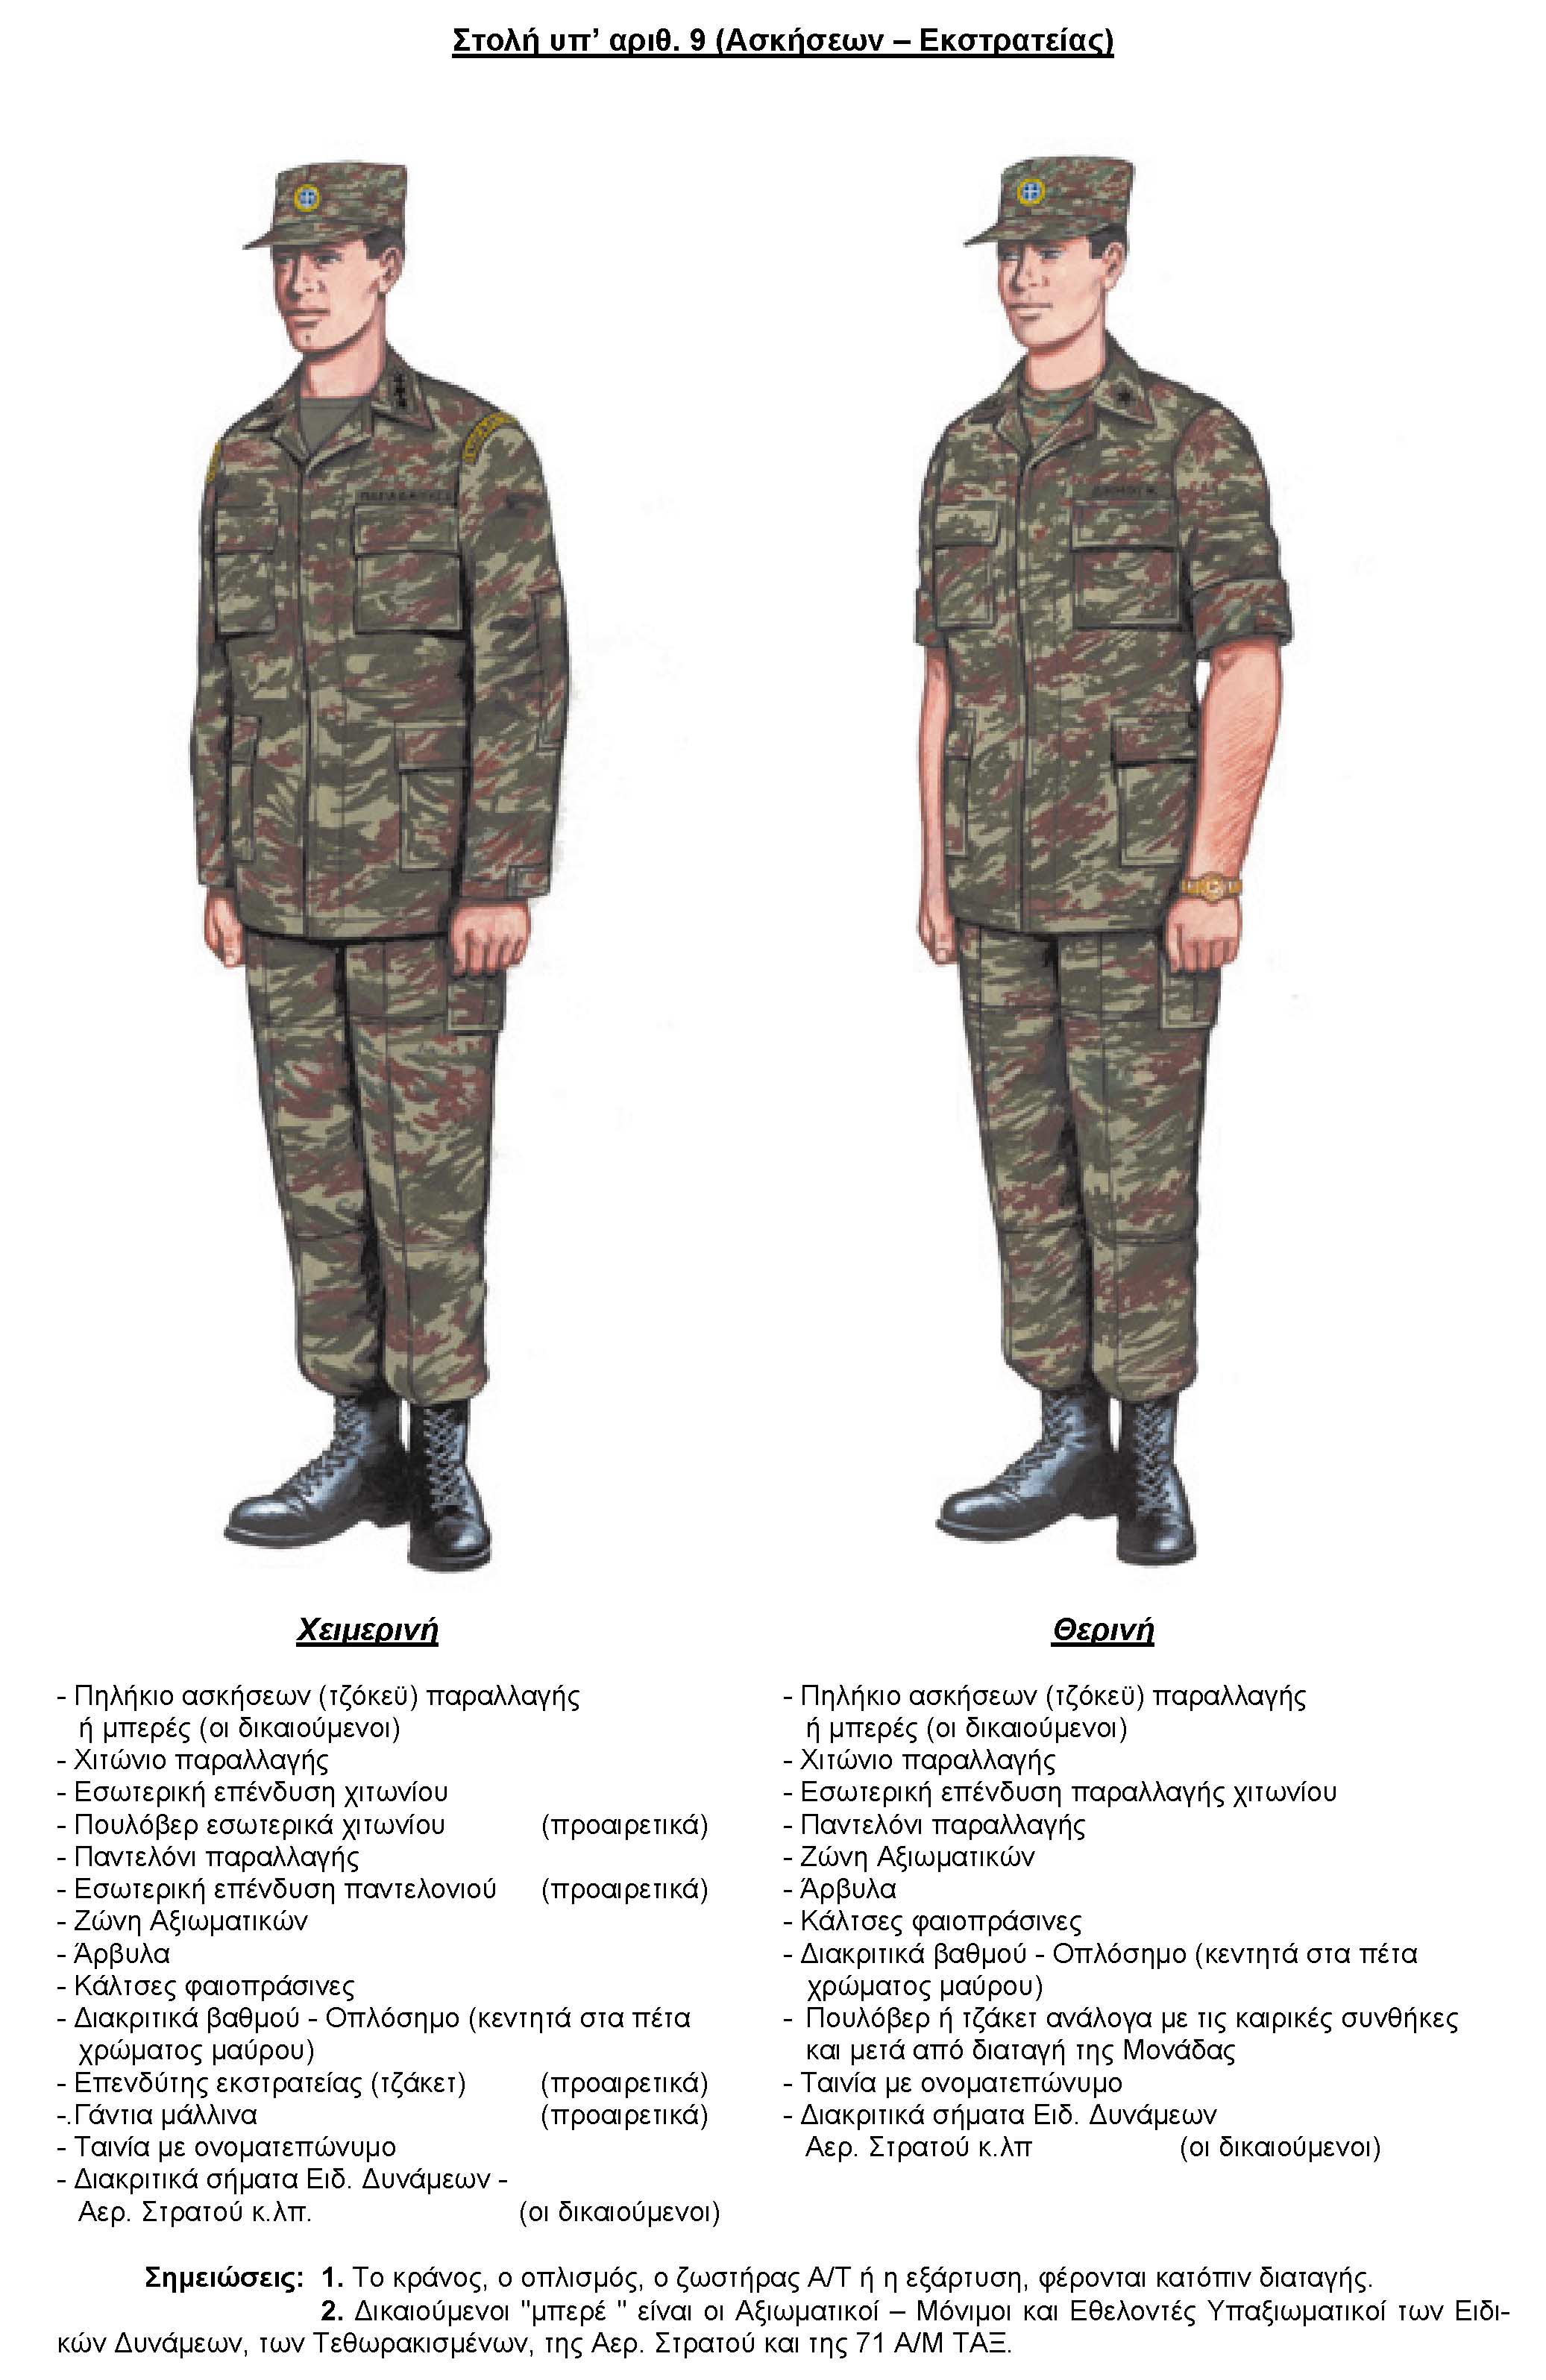 Στολή υπ’ αριθ. 9 (Ασκήσεων – Εκστρατείας)
Χειμερινή
- Πηλήκιο ασκήσεων (τζόκεϋ) παραλλαγής
ή μπερές (οι δικαιούμενοι)
- Χιτώνιο παραλλαγής
- Εσωτερική επένδυση χιτωνίου
- Πουλόβερ εσωτερικά χιτωνίου (προαιρετικά)
- Παντελόνι παραλλαγής
- Εσωτερική επένδυση παντελονιού (προαιρετικά)
- Ζώνη Αξιωματικών
- Άρβυλα
- Κάλτσες φαιοπράσινες
- Διακριτικά βαθμού - Οπλόσημο (κεντητά στα πέτα
χρώματος μαύρου)
- Επενδύτης εκστρατείας (τζάκετ) (προαιρετικά)
-.Γάντια μάλλινα (προαιρετικά)
- Ταινία με ονοματεπώνυμο
- Διακριτικά σήματα Ειδ. Δυνάμεων -
Αερ. Στρατού κ.λπ. (οι δικαιούμενοι)
Θερινή
- Πηλήκιο ασκήσεων (τζόκεϋ) παραλλαγής
ή μπερές (οι δικαιούμενοι)
- Χιτώνιο παραλλαγής
- Εσωτερική επένδυση παραλλαγής χιτωνίου
- Παντελόνι παραλλαγής
- Ζώνη Αξιωματικών
- Άρβυλα
- Κάλτσες φαιοπράσινες
- Διακριτικά βαθμού - Οπλόσημο (κεντητά στα πέτα
χρώματος μαύρου)
- Πουλόβερ ή τζάκετ ανάλογα με τις καιρικές συνθήκες
και μετά από διαταγή της Μονάδας
- Ταινία με ονοματεπώνυμο
- Διακριτικά σήματα Ειδ. Δυνάμεων
Αερ. Στρατού κ.λπ (οι δικαιούμενοι)
Σημειώσεις: 1. Το κράνος, ο οπλισμός, ο ζωστήρας Α/Τ ή η εξάρτυση, φέρονται κατόπιν διαταγής.
2. Δικαιούμενοι "μπερέ " είναι οι Αξιωματικοί – Μόνιμοι και Εθελοντές Υπαξιωματικοί των Ειδι-
κών Δυνάμεων, των Τεθωρακισμένων, της Αερ. Στρατού και της 71 Α/Μ ΤΑΞ.